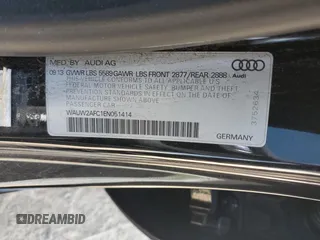 MFD BY: AUDI AG
09.13 GVWR LBS 5589 GAWR LBS FRONT 2877/REAR 2888
THIS VEHICLE CONFORMS TO ALL APPLICABLE U.S.
FEDERAL MOTOR VEHICLE SAFETY, BUMPER AND THEFT
PREVENTION STANDARDS IN EFFECT ON THE DATE OF
MANUFACTURE SHOWN ABOVE.
PASSENGER CAR
WAUW2AFC1EN051414
Audi
GERMANY
DREAMBID